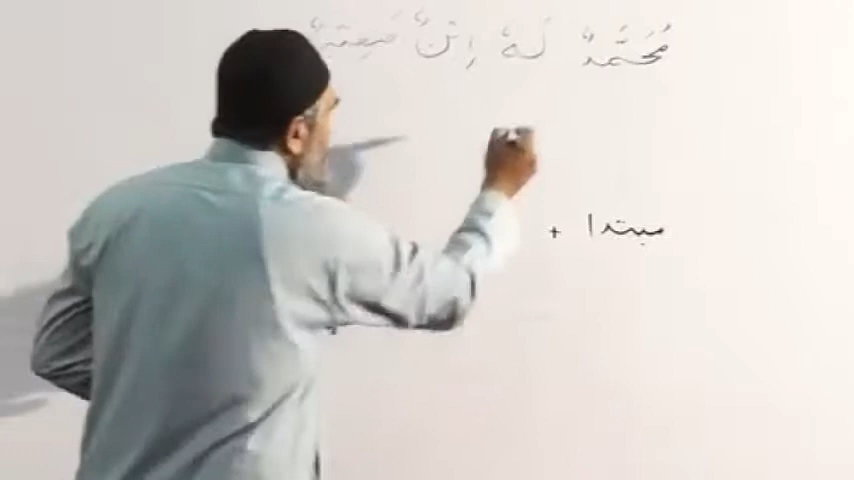 مُحَمَّدٌ لَهُ اِبْنٌ
مبتدا +